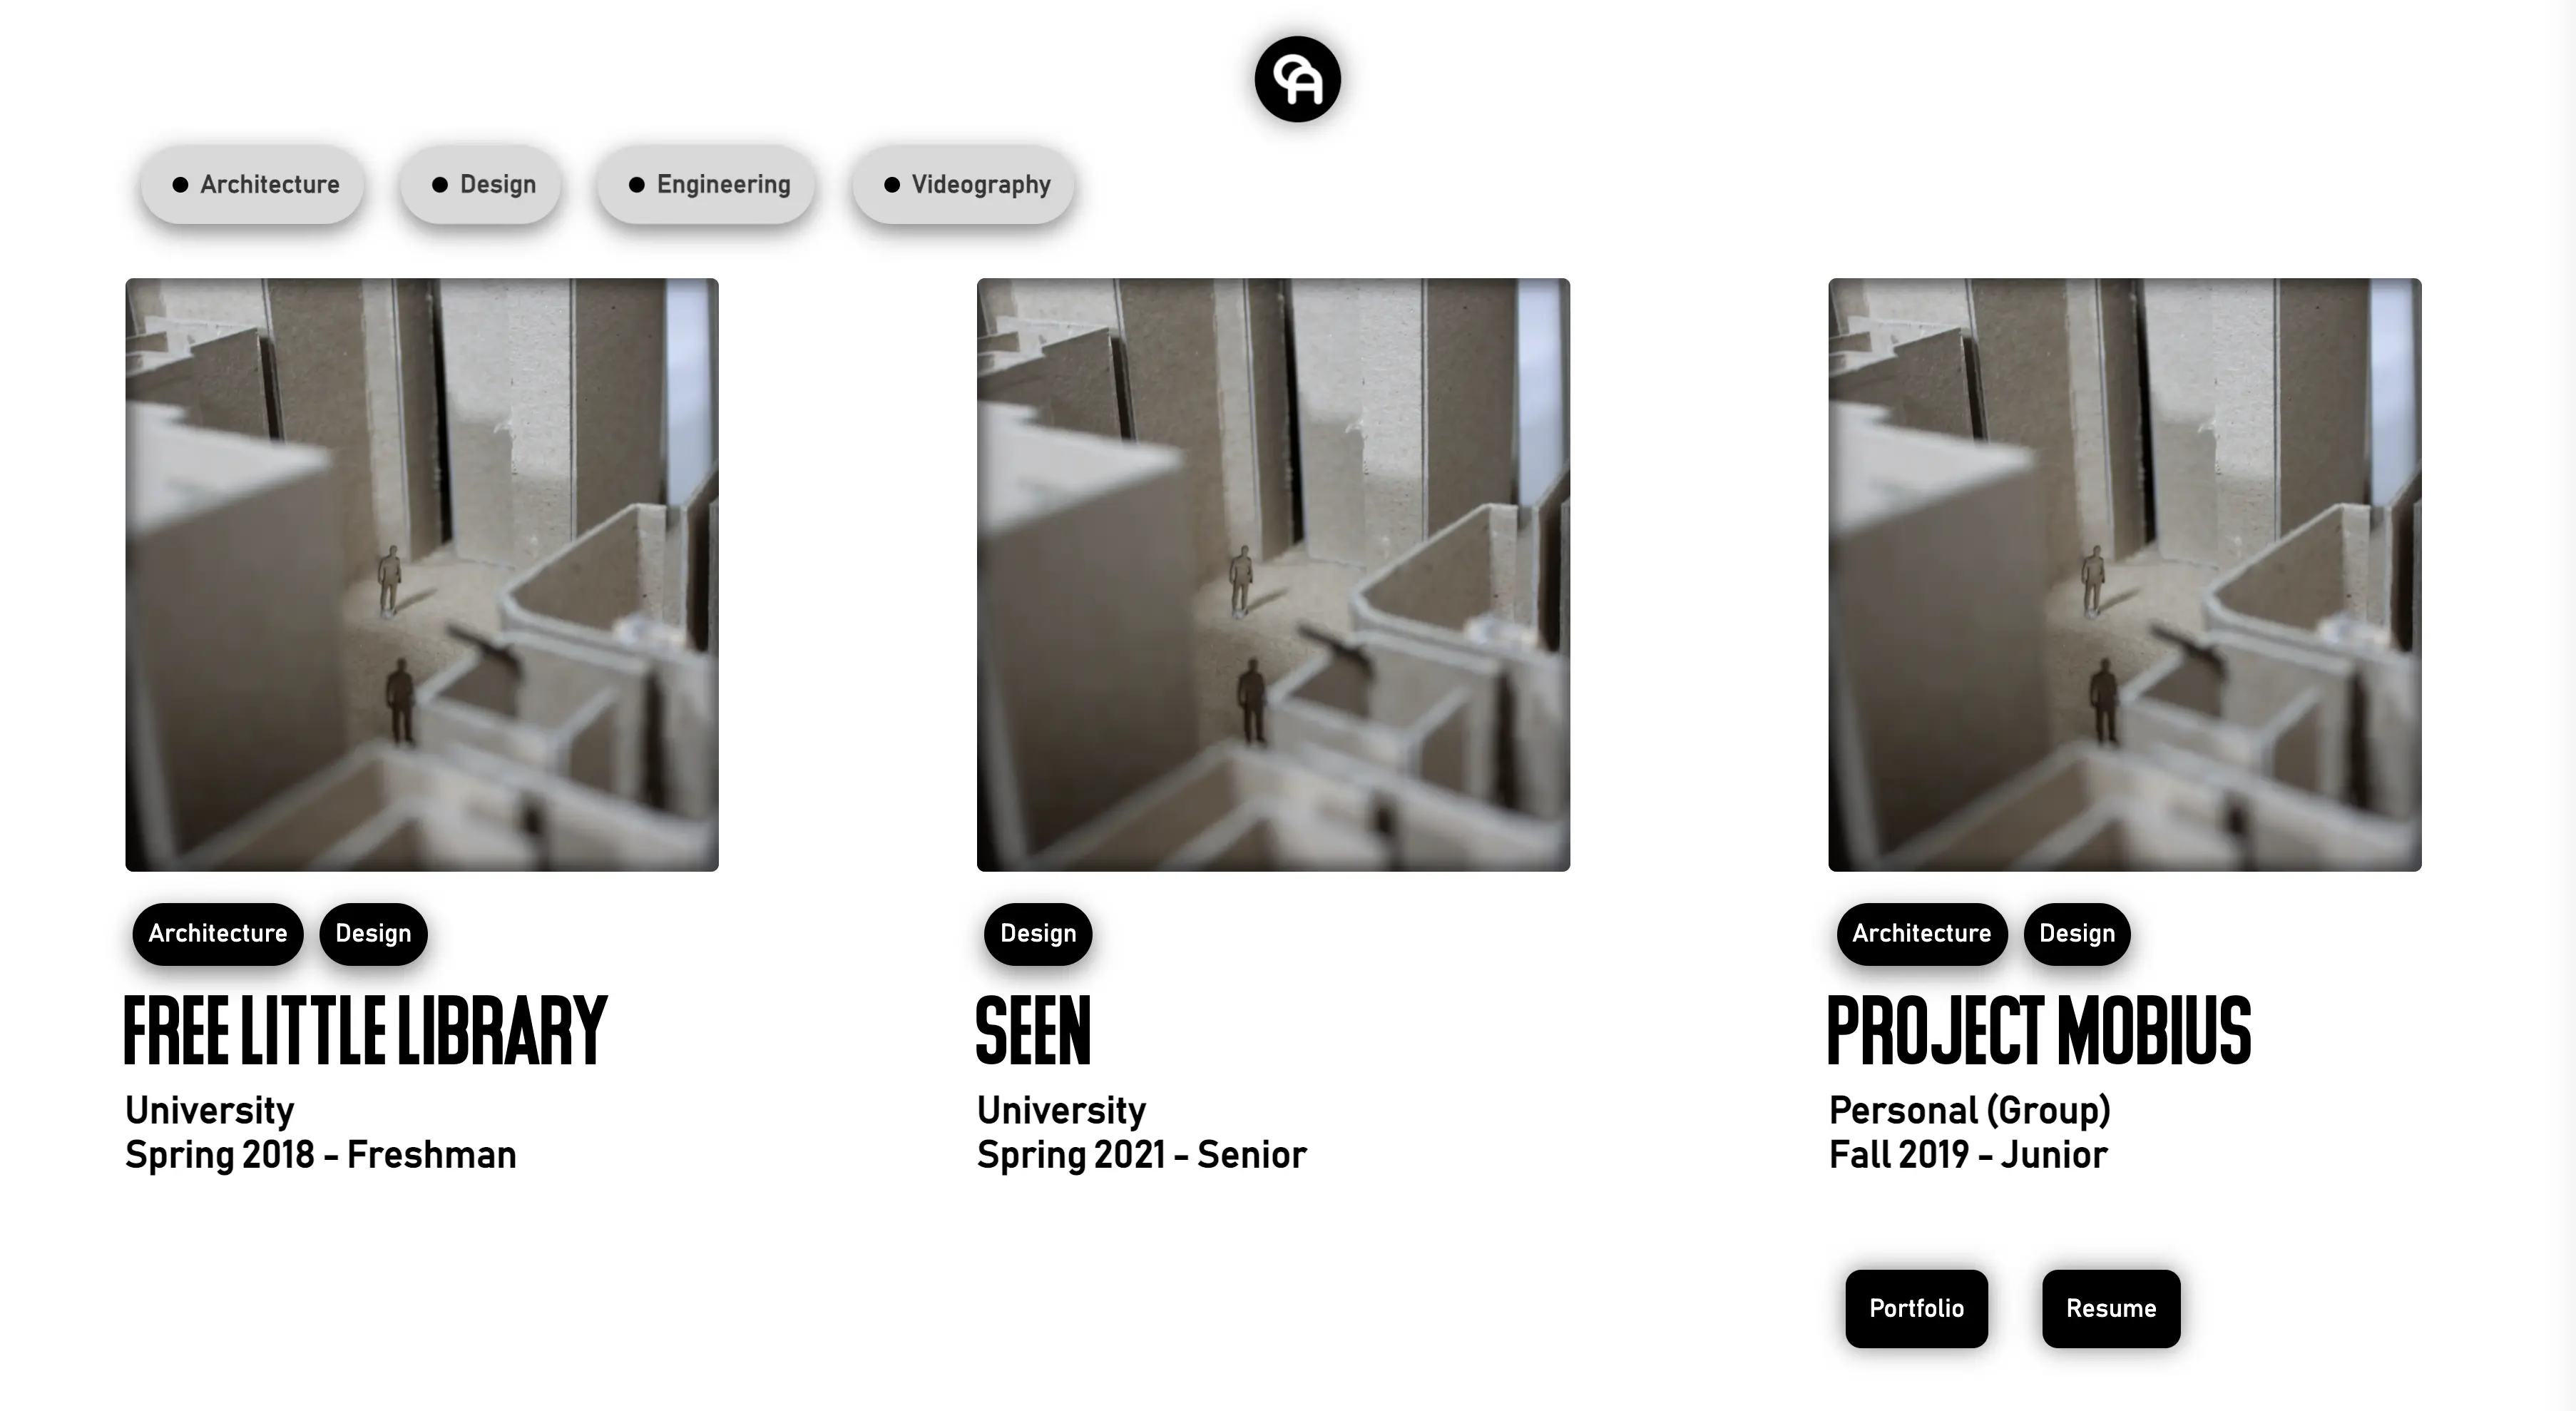 Architecture
Design
Engineering
Videography
Architecture
Design
FREE LITTLE LIBRARY
University
Spring 2018 - Freshman
Design
SEEN
University
Spring 2021 - Senior
Architecture
Design
PROJECT MOBIUS
Personal (Group)
Fall 2019 - Junior
Portfolio
Resume